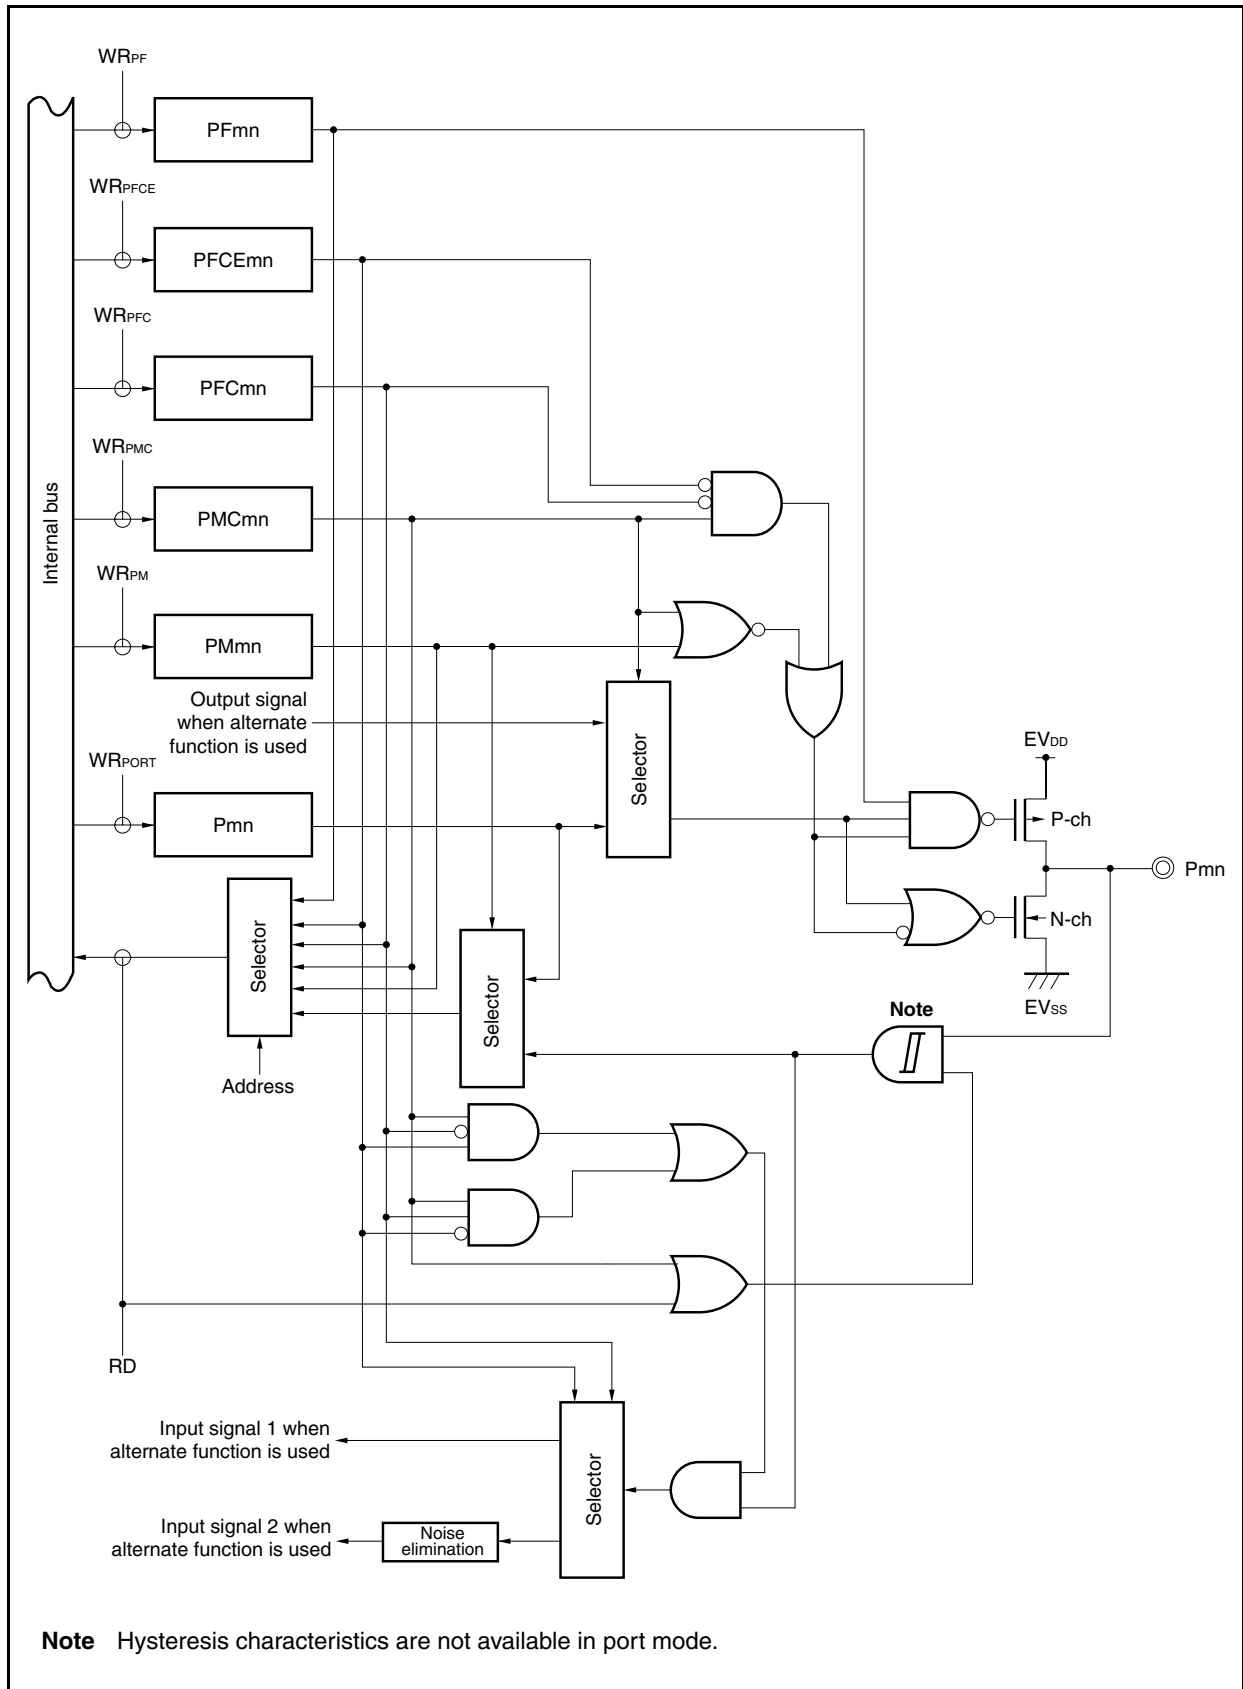 WRPF
PFmn
WRPFCE
PFCEmn
WRPFC
PFCmn
WRPMC
PMCmn
Internal bus
WRPM
PMmn
Output signal
when alternate
function is used
Selector
EVDD
WRPORT
Pmn
P-ch
Pmn
N-ch
Selector
Selector
Note
EVSS
Address
RD
Input signal 1 when
alternate function is used
Selector
Input signal 2 when
alternate function is used
Noise
elimination
Note Hysteresis characteristics are not available in port mode.